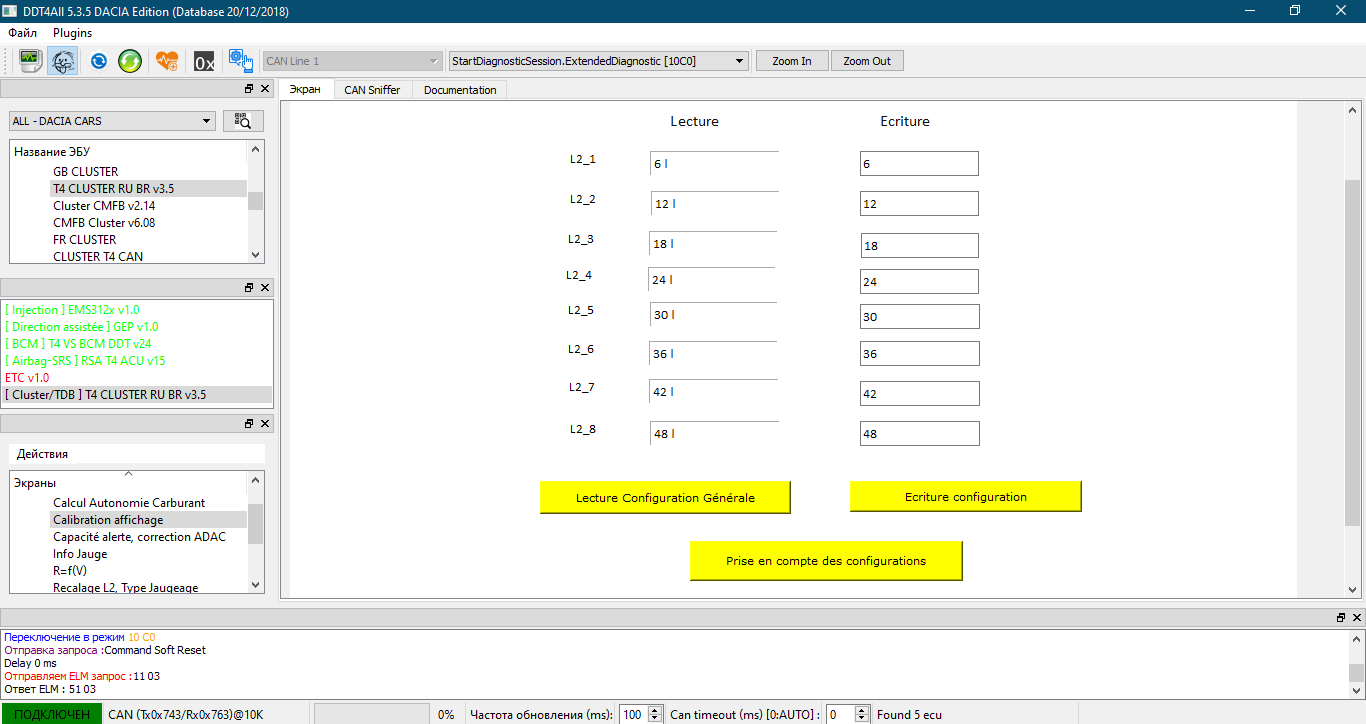 DDT4All 5.3.5 DACIA Edition (Database 20/12/2018)
Файл Plugins
0x
CAN Line 1
StartDiagnosticSession.ExtendedDiagnostic [10C0]
Zoom In
Zoom Out
ALL - DACIA CARS
Название ЭБУ
GB CLUSTER
T4 CLUSTER RU BR v3.5
Cluster CMFB v2.14
CMFB Cluster v6.08
FR CLUSTER
CLUSTER T4 CAN
[ Injection ] EMS312x v1.0
[ Direction assistée ] GEP v1.0
[ BCM ] T4 VS BCM DDT v24
[ Airbag-SRS ] RSA T4 ACU v15
ETC v1.0
[ Cluster/TDB ] T4 CLUSTER RU BR v3.5
Действия
Экраны
Calcul Autonomie Carburant
Calibration affichage
Capacité alerte, correction ADAC
Info Jauge
R=f(V)
Recalage L2, Type Jaugeage
Экран CAN Sniffer Documentation
Lecture Ecriture
L2_1 6 l 6
L2_2 12 l 12
L2_3 18 l 18
L2_4 24 l 24
L2_5 30 l 30
L2_6 36 l 36
L2_7 42 l 42
L2_8 48 l 48
Lecture Configuration Générale
Ecriture configuration
Prise en compte des configurations
Переключение в режим 10 C0
Отправка запроса :Command Soft Reset
Delay 0 ms
Отправляем ELM запрос :11 03
Ответ ELM : 51 03
ПОДКЛЮЧЕН CAN (Tx0x743/Rx0x763)@10K 0% Частота обновления (ms): 100 Can timeout (ms) [0:AUTO] : 0 Found 5 ecu